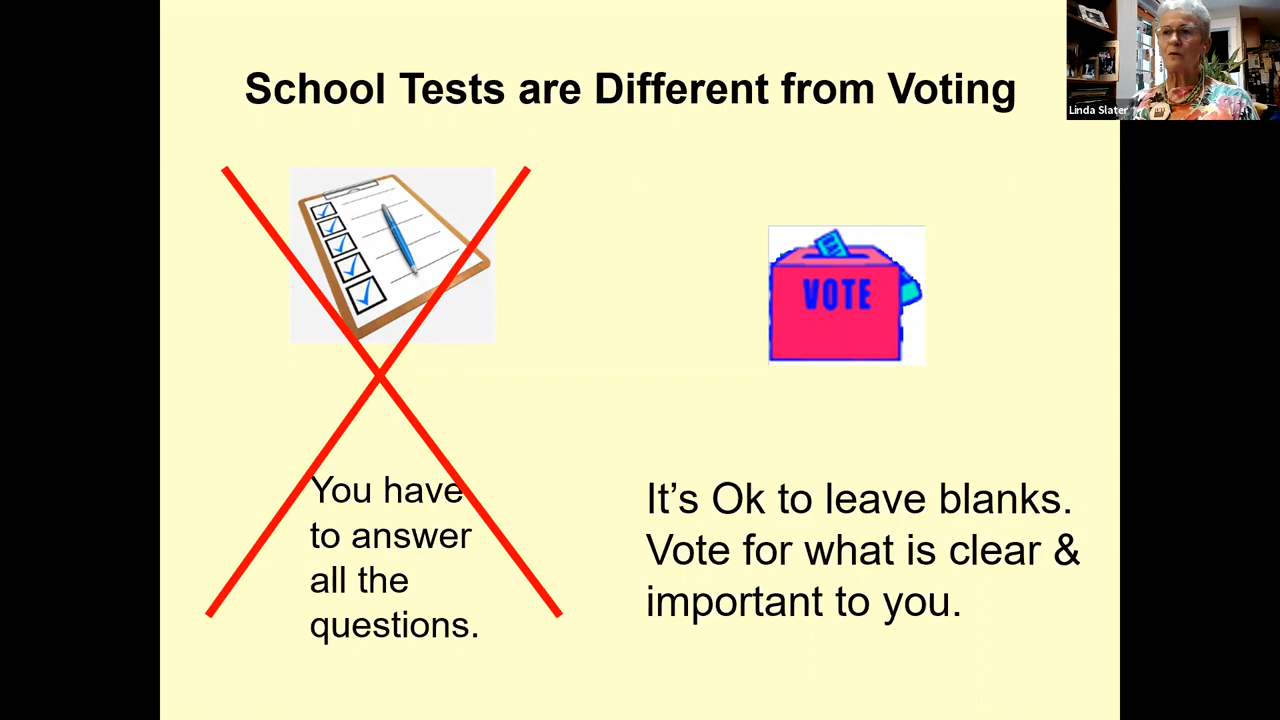 School Tests are Different from Voting
Linda Slater
VOTE
You have
to answer
all the
questions.
It's Ok to leave blanks.
Vote for what is clear &
important to you.